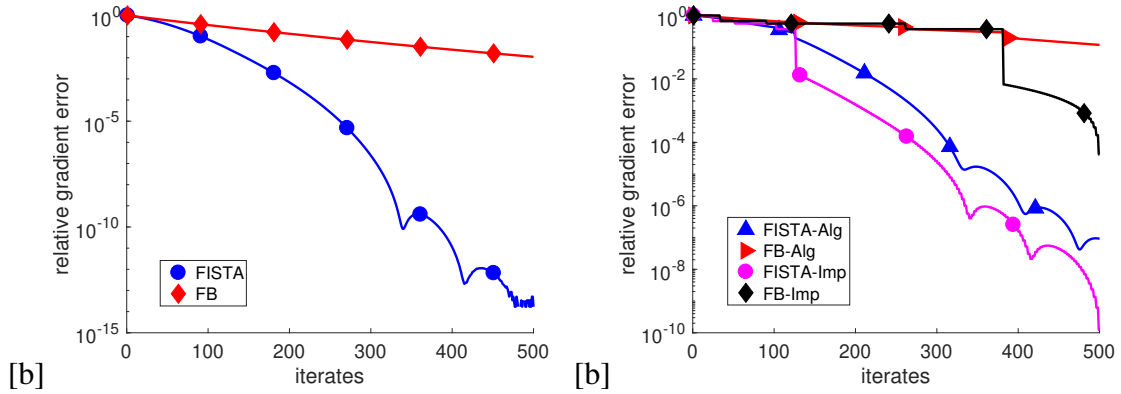 10^0
10^-5
10^-10
10^-15
relative gradient error
FISTA
FB
0 100 200 300 400 500
iterates
[b]
10^0
10^-2
10^-4
10^-6
10^-8
10^-10
relative gradient error
FISTA-Alg
FB-Alg
FISTA-Imp
FB-Imp
0 100 200 300 400 500
iterates
[b]